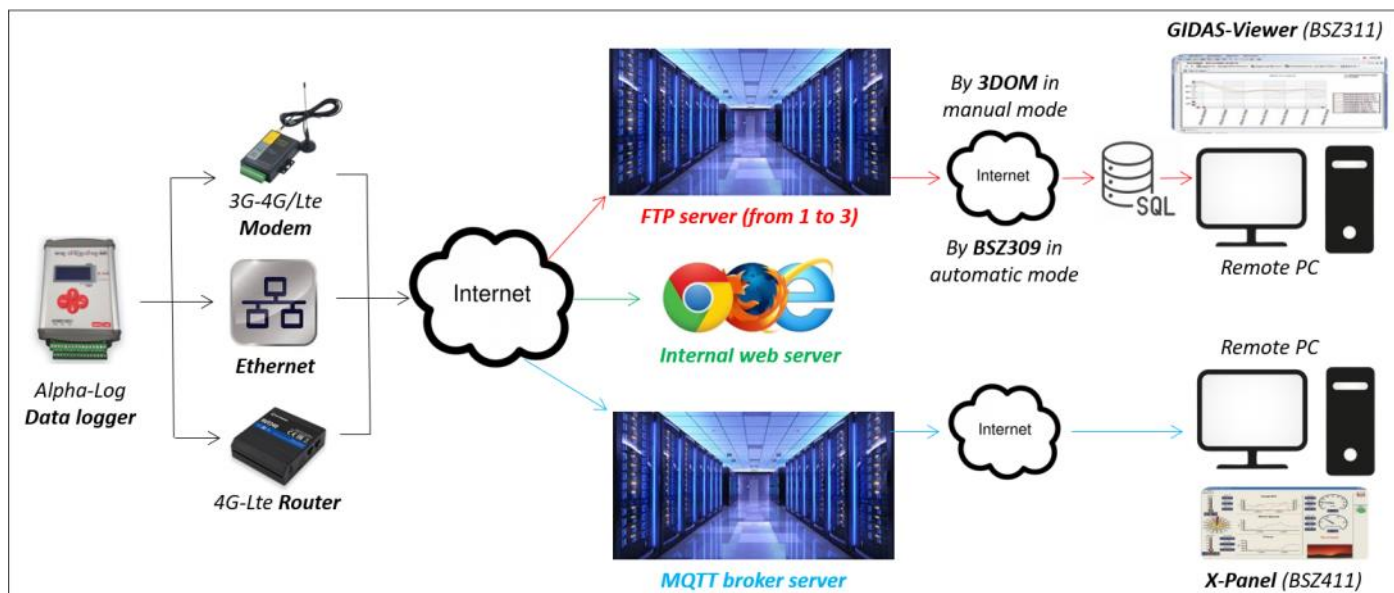 GIDAS-Viewer (BSZ311)
By 3DOM in
manual mode
Internet
SQL
By BSZ309 in
automatic mode
Remote PC
3G-4G/Lte
Modem
FTP server (from 1 to 3)
Internet
Ethernet
Internal web server
Alpha-Log
Data logger
Remote PC
Internet
4G-Lte Router
MQTT broker server
X-Panel (BSZ411)